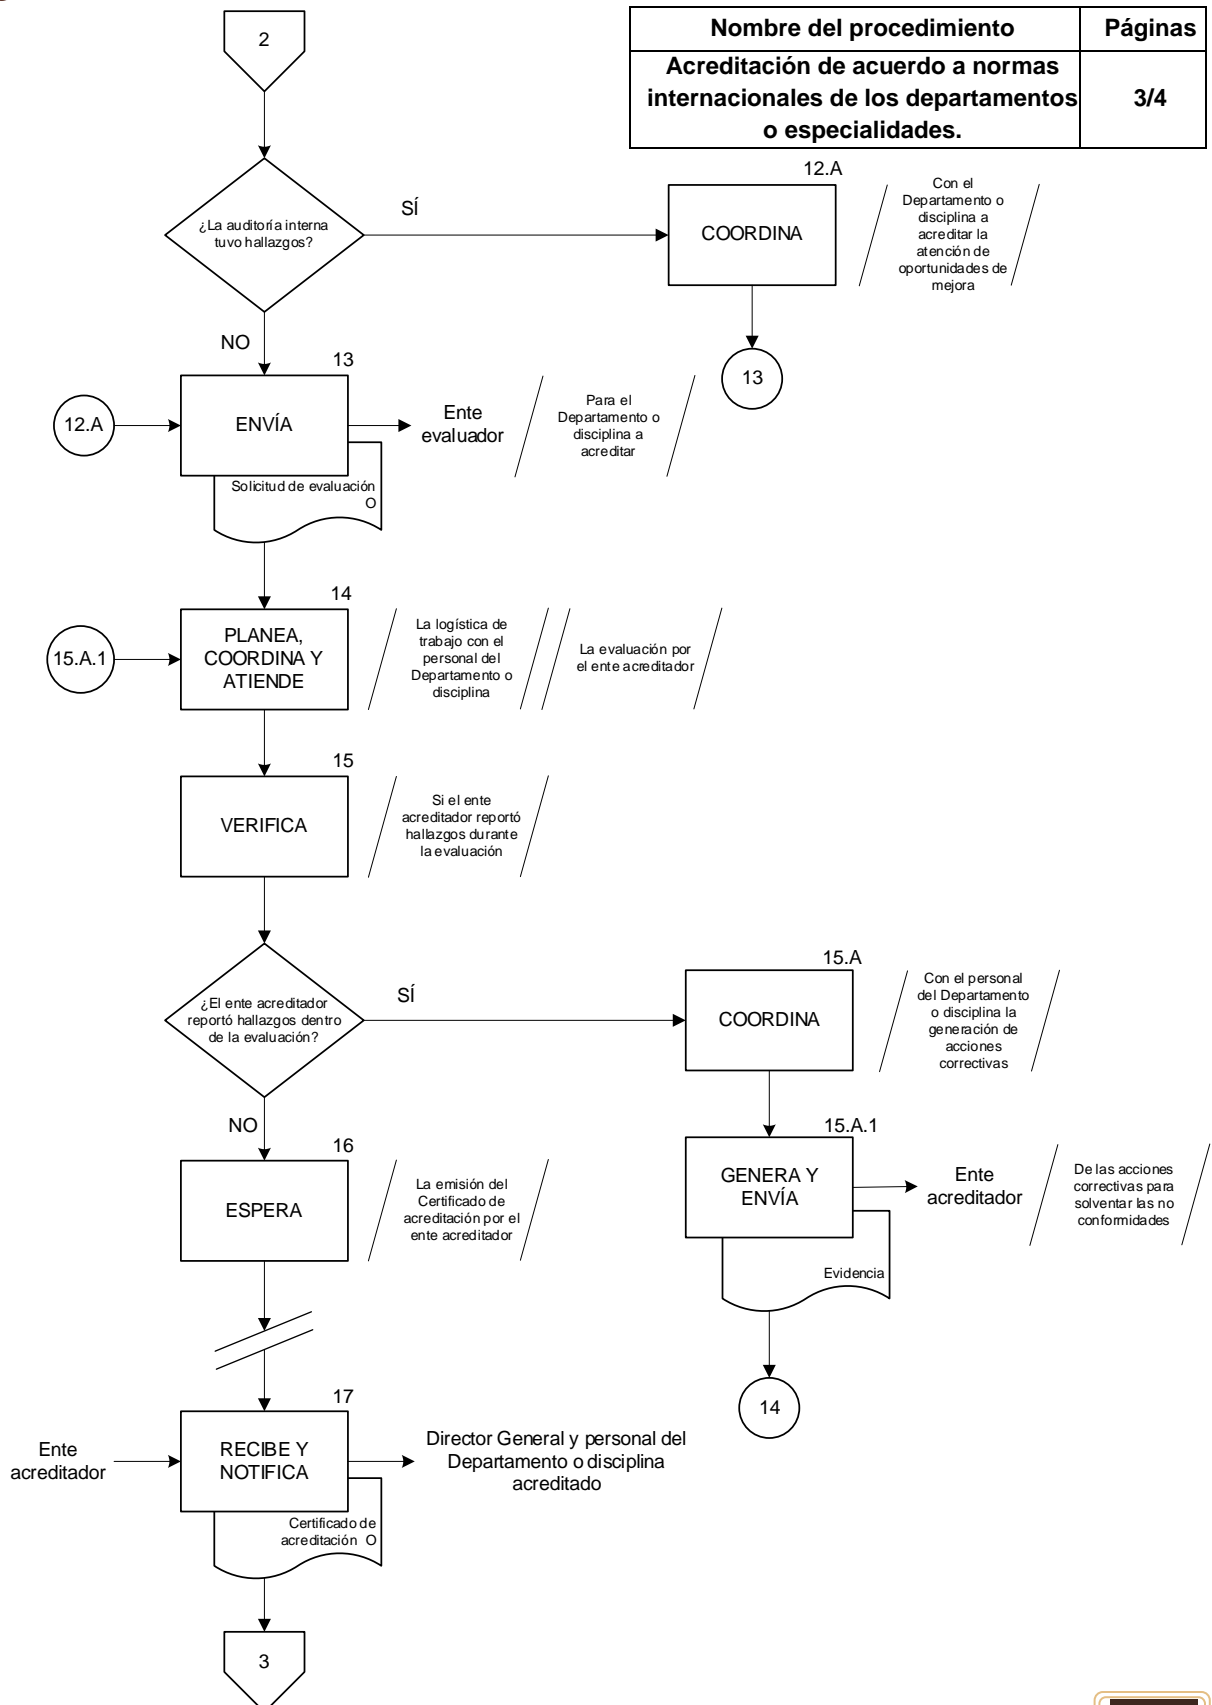 2
Nombre del procedimiento
Páginas
Acreditación de acuerdo a normas
internacionales de los departamentos
o especialidades.
3/4
¿La auditoría interna
tuvo hallazgos?
SÍ
12.A
COORDINA
Con el
Departamento o
disciplina a
acreditar la
atención de
oportunidades de
mejora
NO
13
13
12.A
ENVÍA
Ente
evaluador
Para el
Departamento o
disciplina a
acreditar
Solicitud de evaluación
O
14
15.A.1
PLANEA,
COORDINA Y
ATIENDE
La logística de
trabajo con el
personal del
Departamento o
disciplina
La evaluación por
el ente acreditador
15
VERIFICA
Si el ente
acreditador reportó
hallazgos durante
la evaluación
¿El ente acreditador
reportó hallazgos dentro
de la evaluación?
SÍ
15.A
COORDINA
Con el personal
del Departamento
o disciplina la
generación de
acciones
correctivas
NO
16
ESPERA
La emisión del
Certificado de
acreditación por el
ente acreditador
15.A.1
GENERA Y
ENVÍA
Ente
acreditador
De las acciones
correctivas para
solventar las no
conformidades
Evidencia
14
17
Ente
acreditador
RECIBE Y
NOTIFICA
Director General y personal del
Departamento o disciplina
acreditado
Certificado de
acreditación O
3